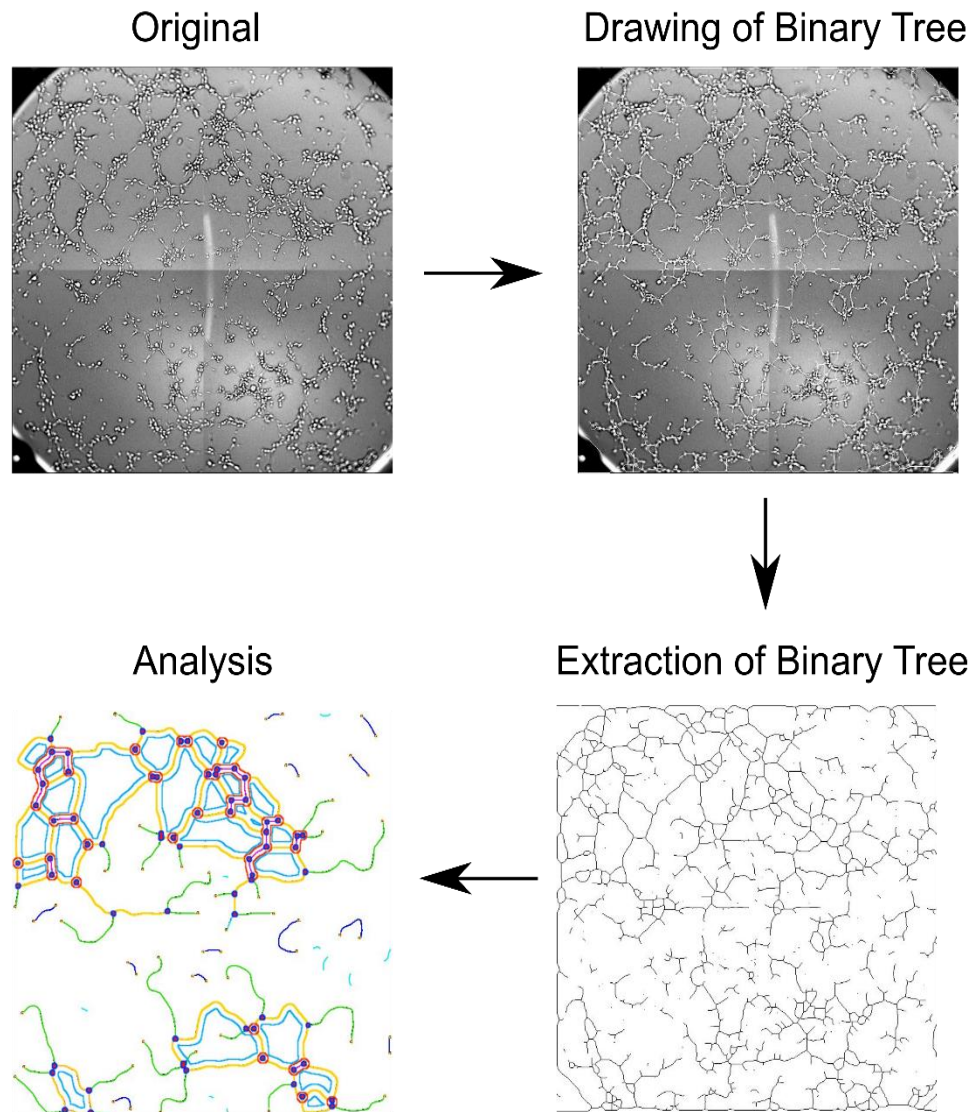 Original
Drawing of Binary Tree
Analysis
Extraction of Binary Tree